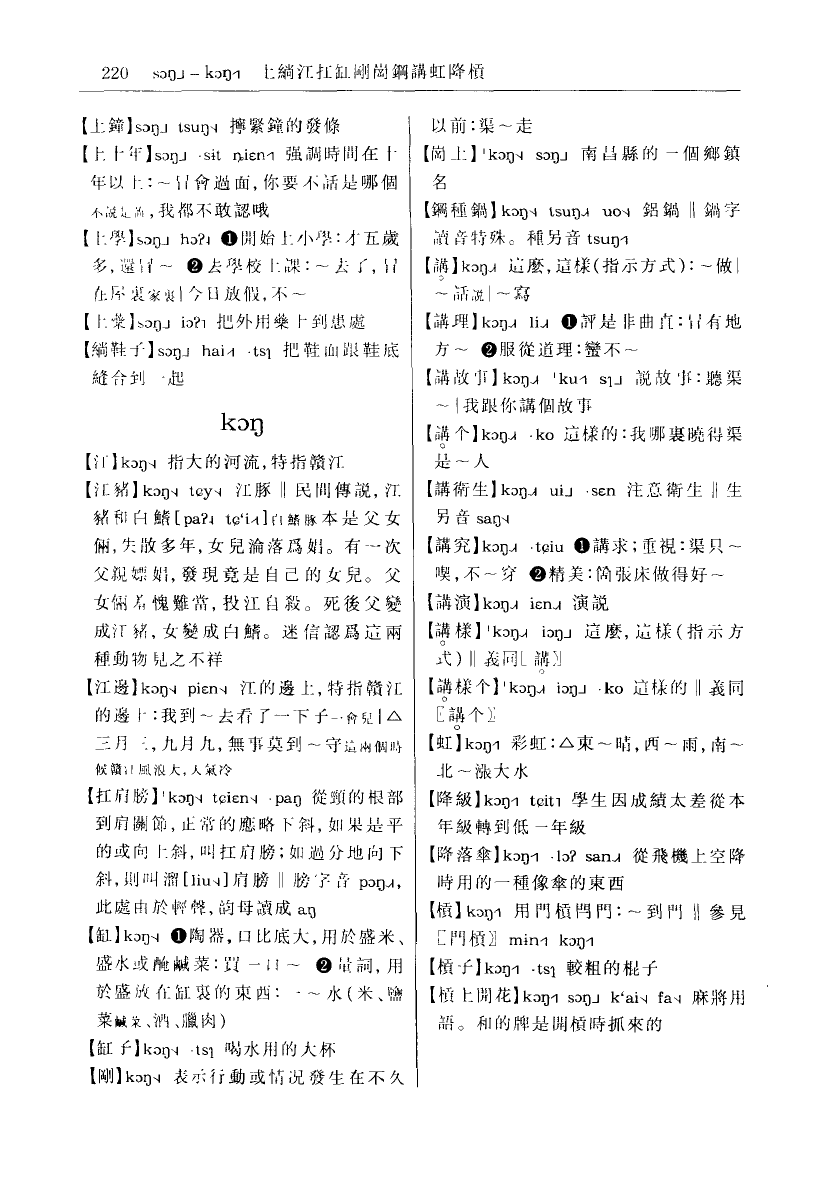 220 sɔŋ˩ – kɔŋ˧˥ 上緔江扛缸剛崗鋼講虹降槓
【上鐘】sɔŋ˩ tsuŋ˨ 擰緊鐘的發條
【上十年】sɔŋ˩ ·sit ȵiɛn˧˥ 强調時間在十
年以上:～冒會過面,你要不話是哪個
不說是誰,我都不敢認哦
【上學】sɔŋ˩ hɔʔ˨ ❶開始上小學:才五歲
多,還冒～ ❷去學校上課:～去了,冒
在屋裏家裏|今日放假,不～
【上藥】sɔŋ˩ iɔʔ˥ 把外用藥上到患處
【緔鞋子】sɔŋ˩ hai˧˥ ·tsɿ 把鞋面跟鞋底
縫合到一起
kɔŋ
【江】kɔŋ˨ 指大的河流,特指贛江
【江豬】kɔŋ˨ tɕy˨ 江豚‖民間傳説,江
豬和白鰭[paʔ˨ tɕ‘i˨]白鰭豚本是父女
倆,失散多年,女兒淪落爲娼。有一次
父親嫖娼,發現竟是自己的女兒。父
女倆羞愧難當,投江自殺。死後父變
成江豬,女變成白鰭。迷信認爲這兩
種動物見之不祥
【江邊】kɔŋ˨ piɛn˨ 江的邊上,特指贛江
的邊上:我到～去看了一下子一會兒|△
三月三,九月九,無事莫到～守這兩個時
候贛江風浪大,天氣冷
【扛肩膀】'kɔŋ˨ tɕiɛn˨ ·paŋ 從頸的根部
到肩關節,正常的應略下斜,如果是平
的或向上斜,叫扛肩膀;如過分地向下
斜,則叫溜[liu˨]肩膀‖膀字音 pɔŋ˩,
此處由於輕聲,韵母讀成 aŋ
【缸】kɔŋ˨ ❶陶器,口比底大,用於盛米、
盛水或醃鹹菜:買一口～ ❷量詞,用
於盛放在缸裏的東西:一～水(米、鹽
菜鹹菜、酒、臘肉)
【缸子】kɔŋ˨ ·tsɿ 喝水用的大杯
【剛】kɔŋ˨ 表示行動或情况發生在不久
以前:渠～走
【崗上】'kɔŋ˨ sɔŋ˩ 南昌縣的一個鄉鎮
名
【鋼種鍋】kɔŋ˨ tsuŋ˩ uo˨ 鋁鍋‖鍋字
讀音特殊。種另音 tsuŋ˧˥
【講】kɔŋ˩ 這麽,這樣(指示方式):～做|
～話說|～寫
【講理】kɔŋ˩ li˩ ❶評是非曲直:冒有地
方～ ❷服從道理:蠻不～
【講故事】kɔŋ˩ 'ku˧˥ sɿ˩ 説故事:聽渠
～|我跟你講個故事
【講个】kɔŋ˩ ·ko 這樣的:我哪裏曉得渠
是～人
【講衛生】kɔŋ˩ ui˩ ·sɛn 注意衛生‖生
另音 saŋ˨
【講究】kɔŋ˩ ·tɕiu ❶講求;重視:渠只～
喫,不～穿 ❷精美:箇張床做得好～
【講演】kɔŋ˩ iɛn˩ 演説
【講樣】'kɔŋ˩ iɔŋ˩ 這麽,這樣(指示方
式)‖義同〖講〗
【講樣个】'kɔŋ˩ iɔŋ˩ ·ko 這樣的‖義同
〖講个〗
【虹】kɔŋ˧˥ 彩虹:△東～晴,西～雨,南～
北～漲大水
【降級】kɔŋ˧˥ tɕit˥ 學生因成績太差從本
年級轉到低一年級
【降落傘】kɔŋ˧˥ ·lɔʔ san˩ 從飛機上空降
時用的一種像傘的東西
【槓】kɔŋ˧˥ 用門槓閂門:～到門‖參見
〖門槓〗min˧˥ kɔŋ˧˥
【槓子】kɔŋ˧˥ ·tsɿ 較粗的棍子
【槓上開花】kɔŋ˧˥ sɔŋ˩ k‘ai˨ fa˨ 麻將用
語。和的牌是開槓時抓來的